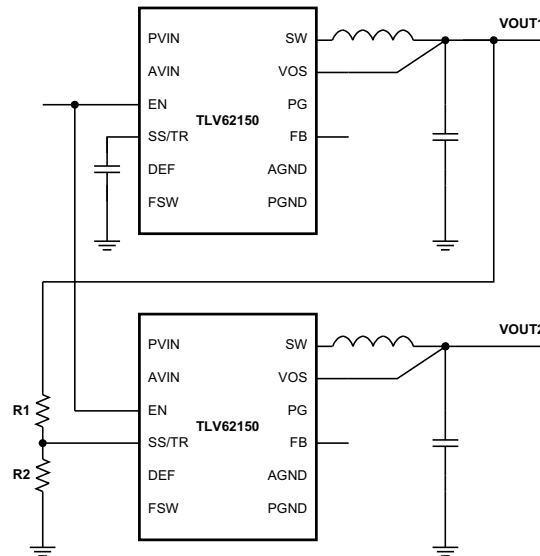 PVIN SW VOUT1
AVIN VOS
EN PG
TLV62150
SS/TR FB
DEF AGND
FSW PGND
PVIN SW VOUT2
AVIN VOS
R1 EN PG
TLV62150
SS/TR FB
R2 DEF AGND
FSW PGND